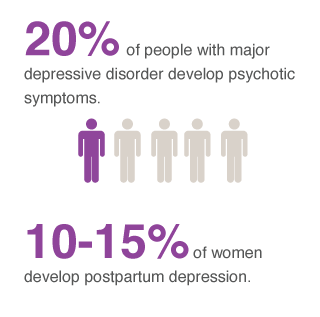 20% of people with major
depressive disorder develop psychotic
symptoms.
10-15% of women
develop postpartum depression.